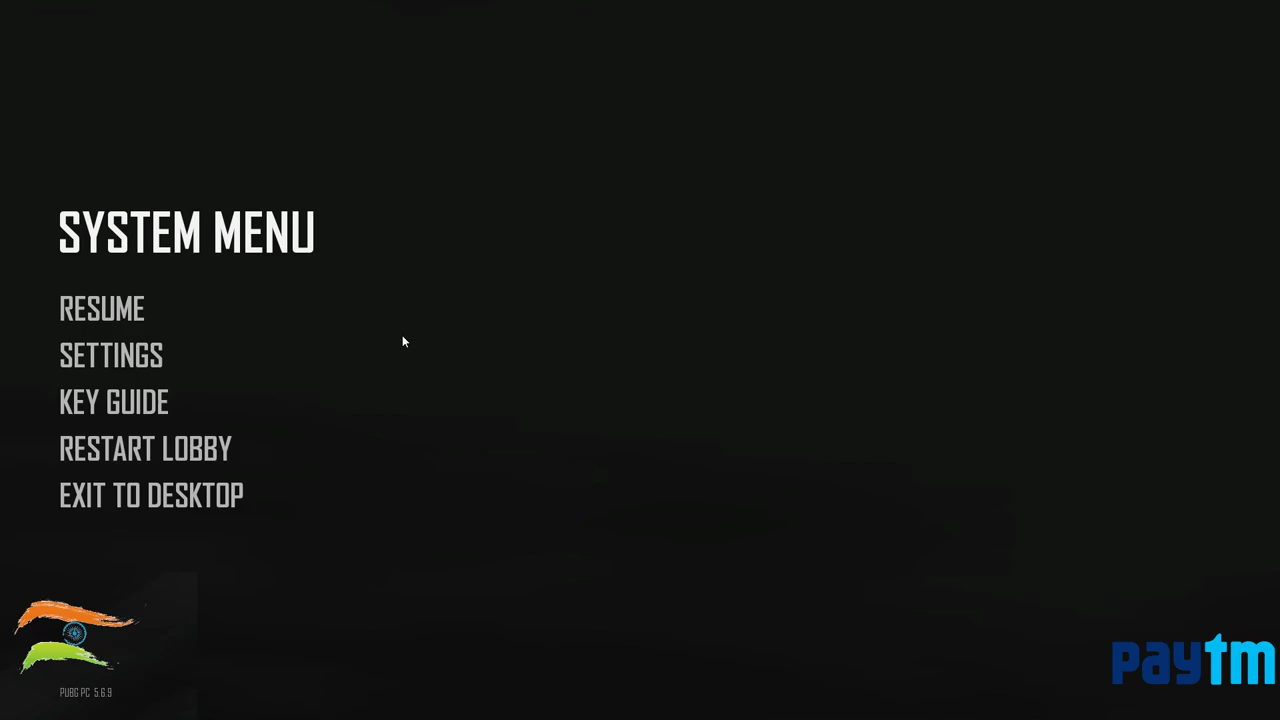 SYSTEM MENU
RESUME
SETTINGS
KEY GUIDE
RESTART LOBBY
EXIT TO DESKTOP
paytm
PUBG PC 5.6.9